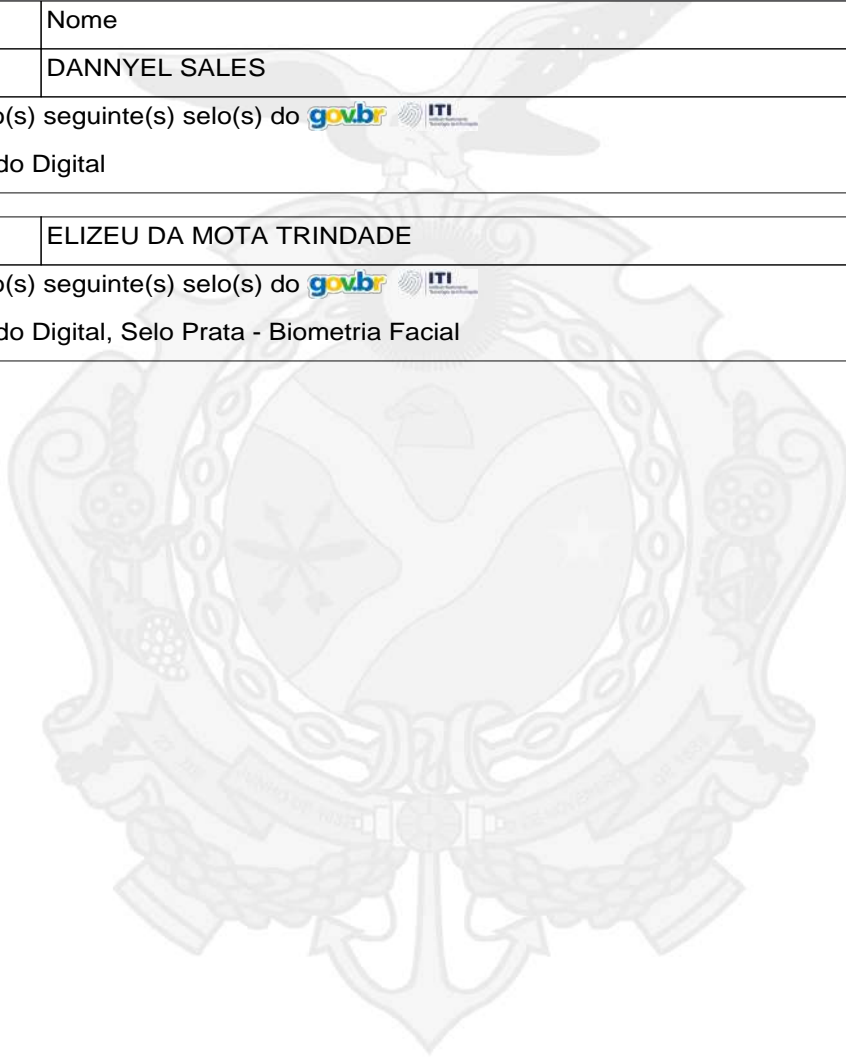 Nome
DANNYEL SALES
o(s) seguinte(s) selo(s) do gov.br ITI
do Digital
ELIZEU DA MOTA TRINDADE
o(s) seguinte(s) selo(s) do gov.br ITI
do Digital, Selo Prata - Biometria Facial